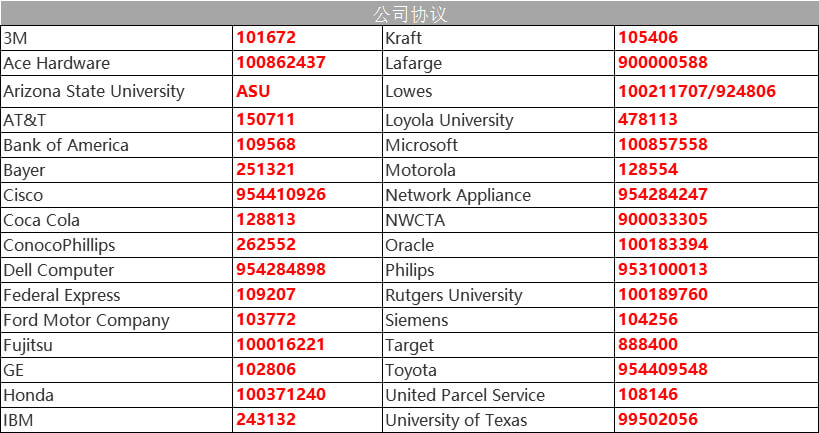 公司协议
3M 101672 Kraft 105406
Ace Hardware 100862437 Lafarge 900000588
Arizona State University ASU Lowes 100211707/924806
AT&T 150711 Loyola University 478113
Bank of America 109568 Microsoft 100857558
Bayer 251321 Motorola 128554
Cisco 954410926 Network Appliance 954284247
Coca Cola 128813 NWCTA 900033305
ConocoPhillips 262552 Oracle 100183394
Dell Computer 954284898 Philips 953100013
Federal Express 109207 Rutgers University 100189760
Ford Motor Company 103772 Siemens 104256
Fujitsu 100016221 Target 888400
GE 102806 Toyota 954409548
Honda 100371240 United Parcel Service 108146
IBM 243132 University of Texas 99502056